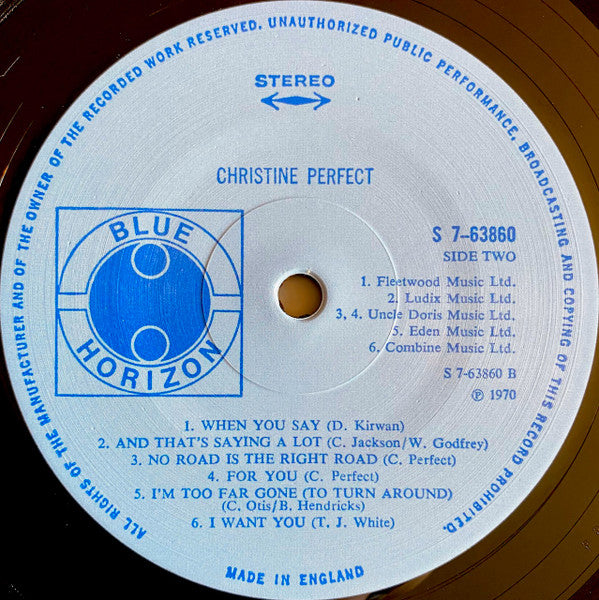 ALL RIGHTS OF THE MANUFACTURER AND OF THE OWNER OF THE RECORDED WORK RESERVED. UNAUTHORIZED PUBLIC PERFORMANCE, BROADCASTING AND COPYING OF THIS RECORD PROHIBITED.
STEREO
CHRISTINE PERFECT
BLUE
HORIZON
S 7-63860
SIDE TWO
1. Fleetwood Music Ltd.
2. Ludix Music Ltd.
3, 4. Uncle Doris Music Ltd.
5. Eden Music Ltd.
6. Combine Music Ltd.
S 7-63860 B
℗ 1970
1. WHEN YOU SAY (D. Kirwan)
2. AND THAT'S SAYING A LOT (C. Jackson/W. Godfrey)
3. NO ROAD IS THE RIGHT ROAD (C. Perfect)
4. FOR YOU (C. Perfect)
5. I'M TOO FAR GONE (TO TURN AROUND)
(C. Otis/B. Hendricks)
6. I WANT YOU (T. J. White)
MADE IN ENGLAND